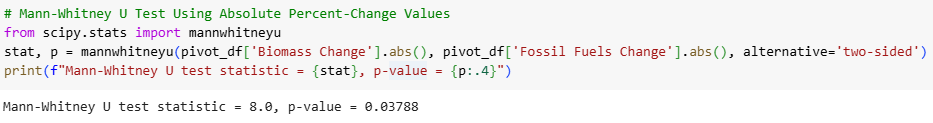 # Mann-Whitney U Test Using Absolute Percent-Change Values
from scipy.stats import mannwhitneyu
stat, p = mannwhitneyu(pivot_df['Biomass Change'].abs(), pivot_df['Fossil Fuels Change'].abs(), alternative='two-sided')
print(f"Mann-Whitney U test statistic = {stat}, p-value = {p:.4}")
Mann-Whitney U test statistic = 8.0, p-value = 0.03788